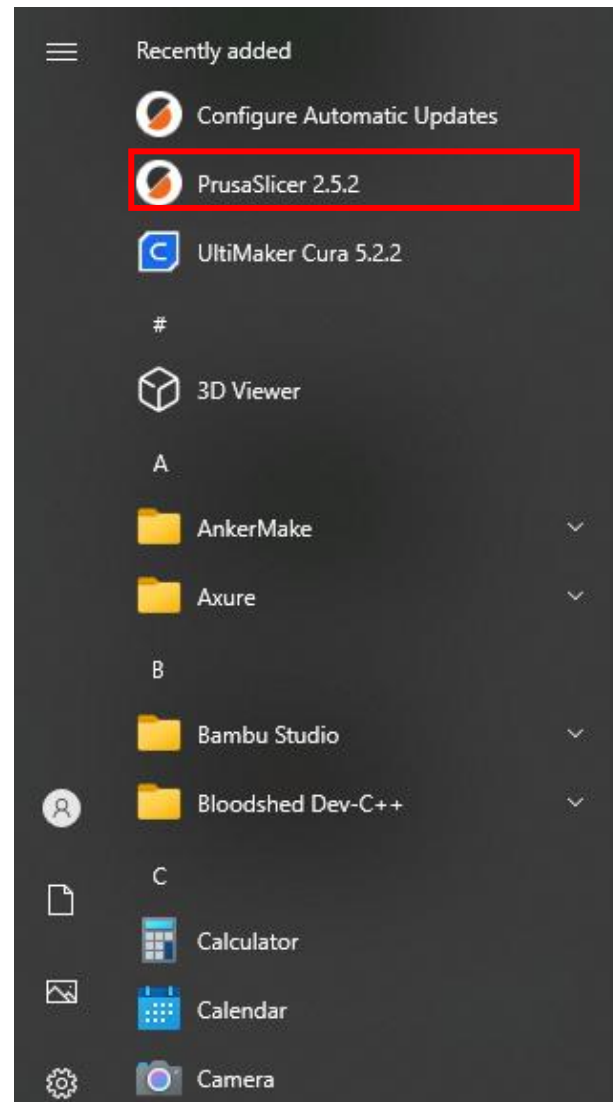 Recently added
Configure Automatic Updates
PrusaSlicer 2.5.2
UltiMaker Cura 5.2.2
#
3D Viewer
A
AnkerMake
Axure
B
Bambu Studio
Bloodshed Dev-C++
C
Calculator
Calendar
Camera